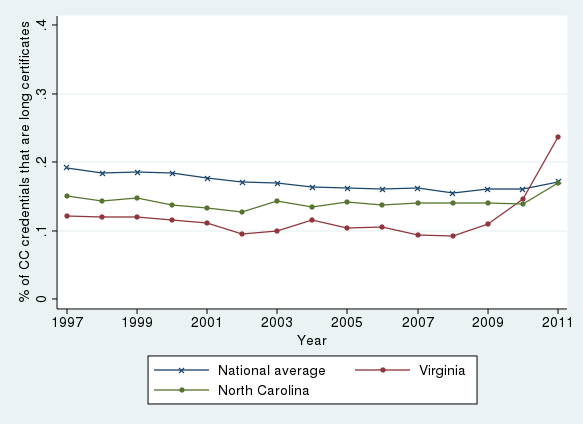 % of CC credentials that are long certificates
.4
.3
.2
.1
0
1997 1999 2001 2003 2005 2007 2009 2011
Year
National average Virginia
North Carolina